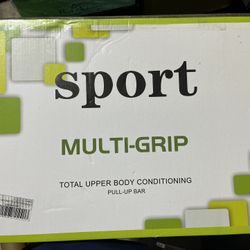 sport
MULTI-GRIP
TOTAL UPPER BODY CONDITIONING
PULL-UP BAR